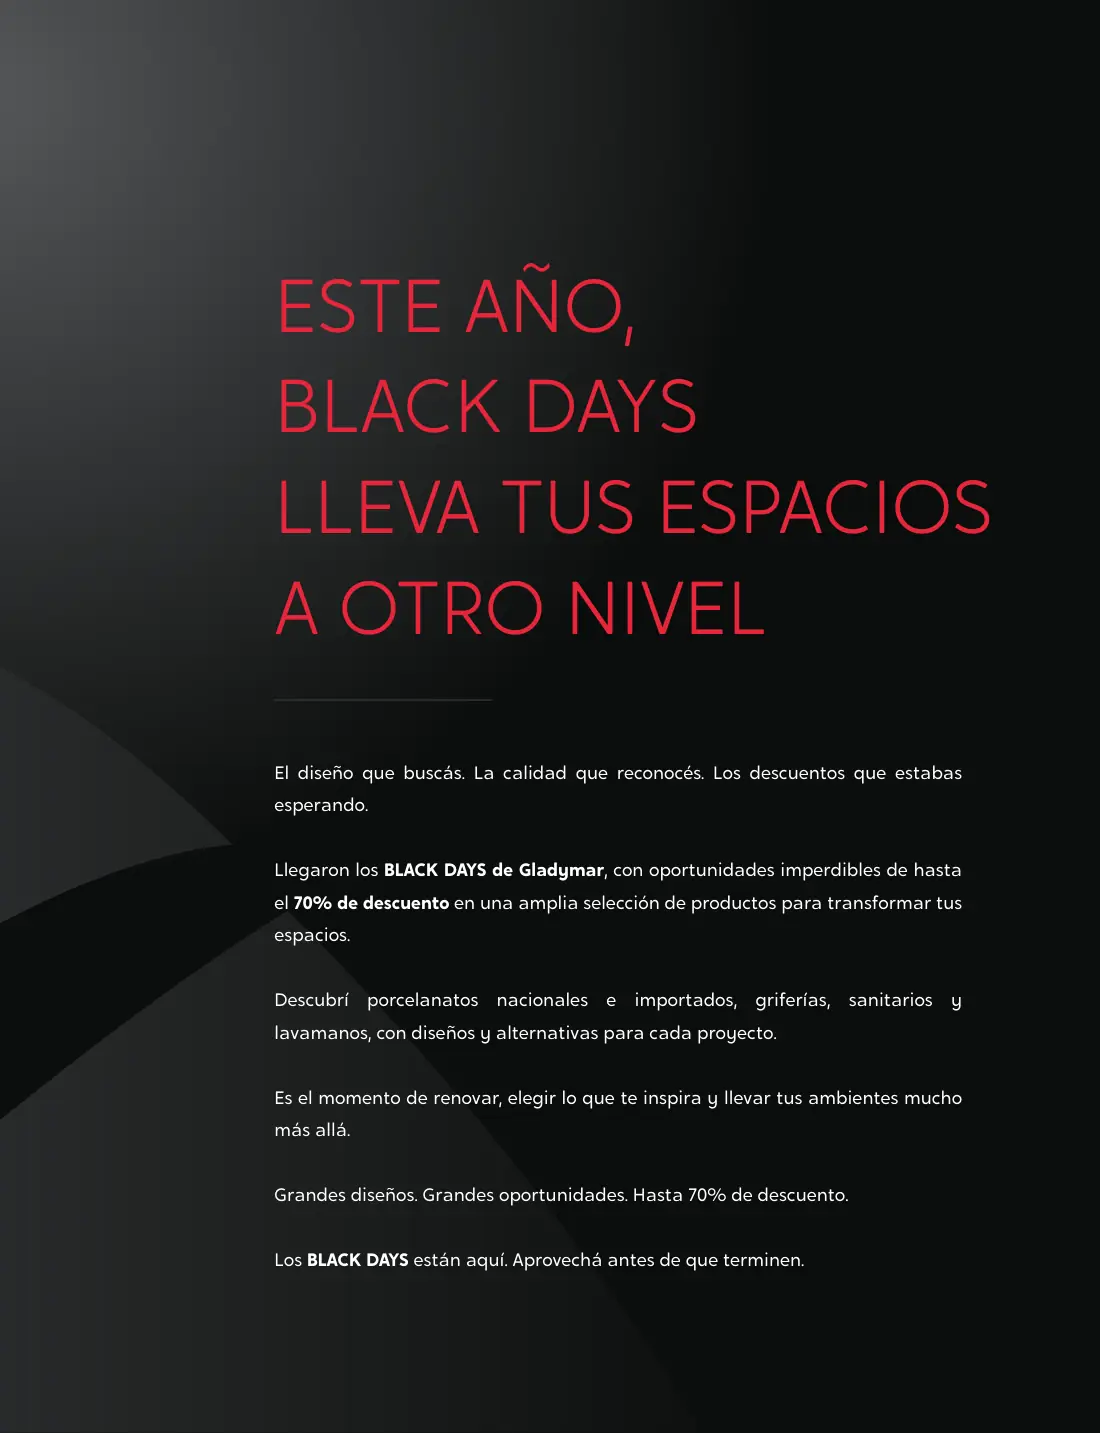 ESTE AÑO,
BLACK DAYS
LLEVA TUS ESPACIOS
A OTRO NIVEL
El diseño que buscás. La calidad que reconocés. Los descuentos que estabas
esperando.
Llegaron los BLACK DAYS de Gladymar, con oportunidades imperdibles de hasta
el 70% de descuento en una amplia selección de productos para transformar tus
espacios.
Descubrí porcelanatos nacionales e importados, griferías, sanitarios y
lavamanos, con diseños y alternativas para cada proyecto.
Es el momento de renovar, elegir lo que te inspira y llevar tus ambientes mucho
más allá.
Grandes diseños. Grandes oportunidades. Hasta 70% de descuento.
Los BLACK DAYS están aquí. Aprovechá antes de que terminen.